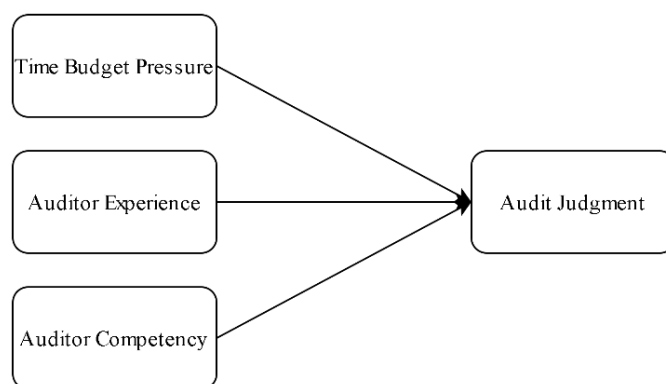 Time Budget Pressure
Auditor Experience
Audit Judgment
Auditor Competency